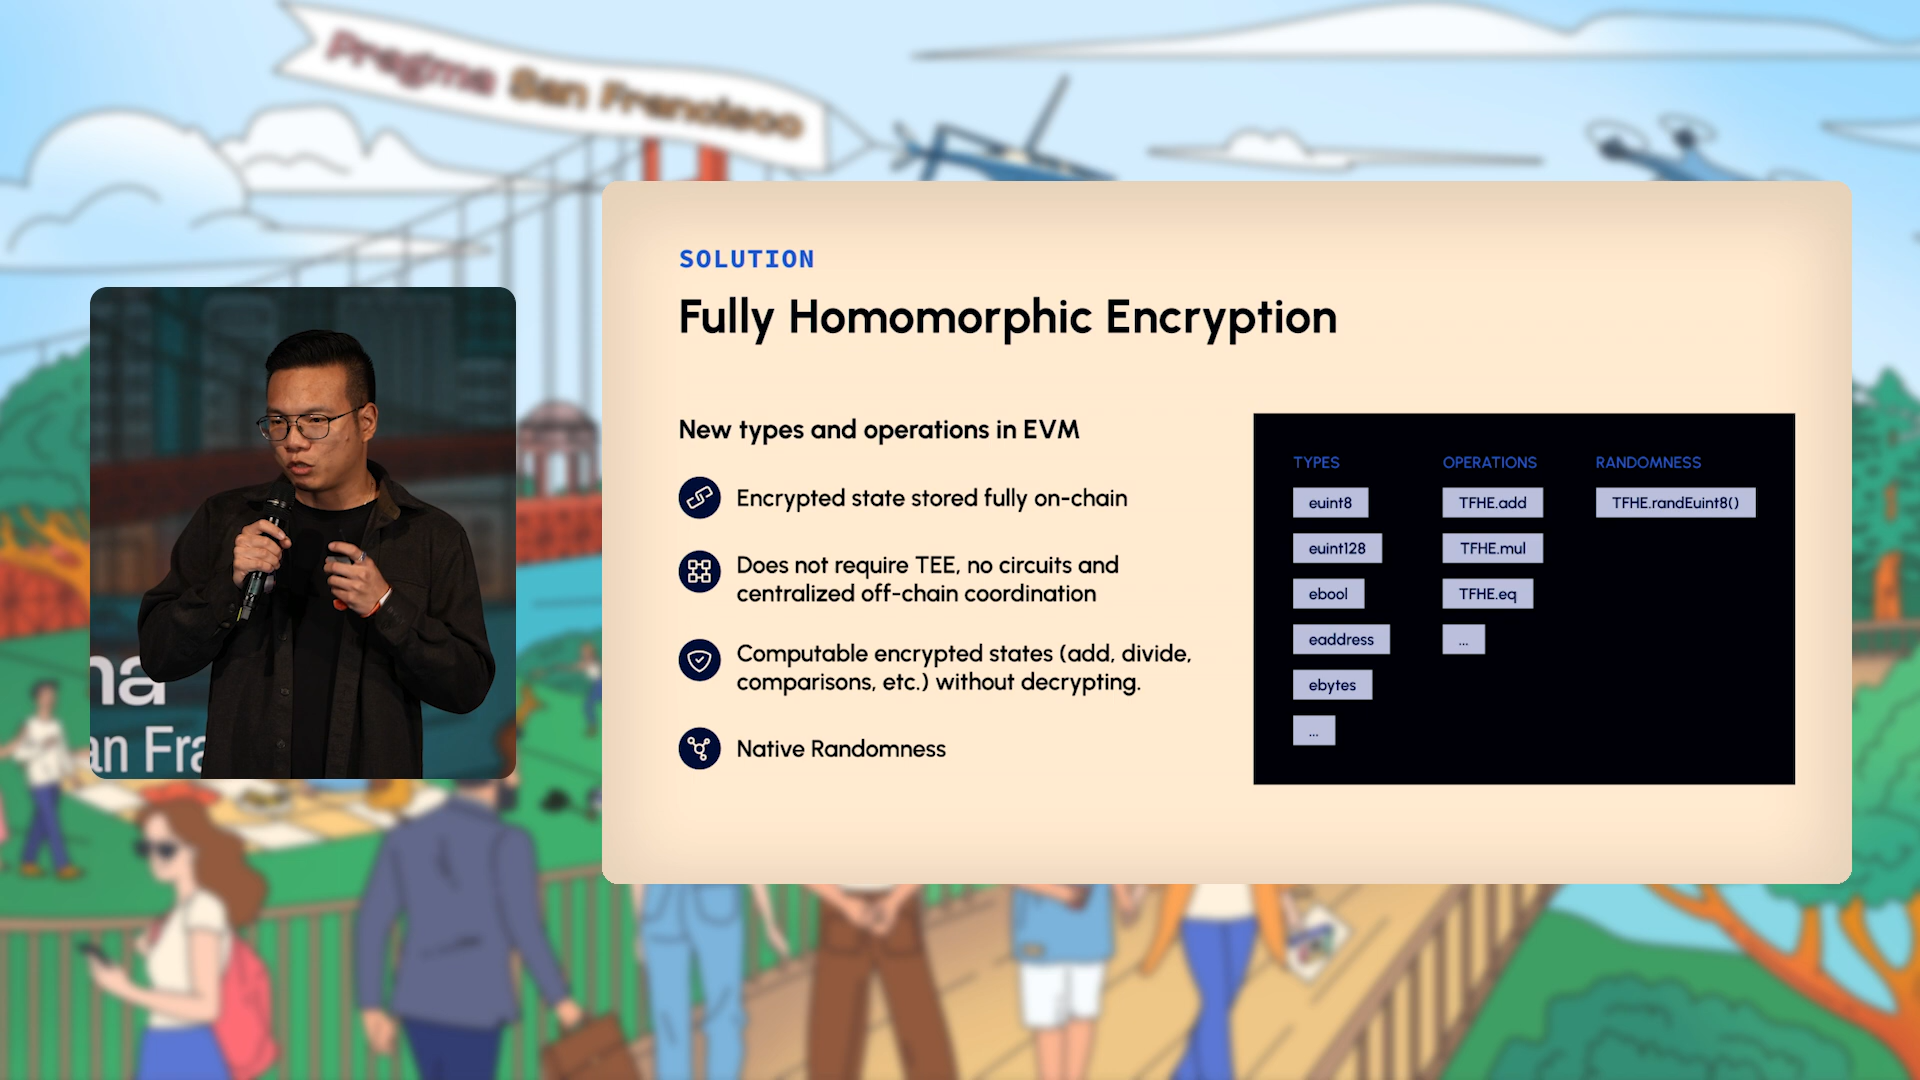 Pragma San Francisco
SOLUTION
Fully Homomorphic Encryption
New types and operations in EVM
Encrypted state stored fully on-chain
Does not require TEE, no circuits and
centralized off-chain coordination
Computable encrypted states (add, divide,
comparisons, etc.) without decrypting.
Native Randomness
TYPES
euint8
euint128
ebool
eaddress
ebytes
...
OPERATIONS
TFHE.add
TFHE.mul
TFHE.eq
...
RANDOMNESS
TFHE.randEuint8()
na
an Fra